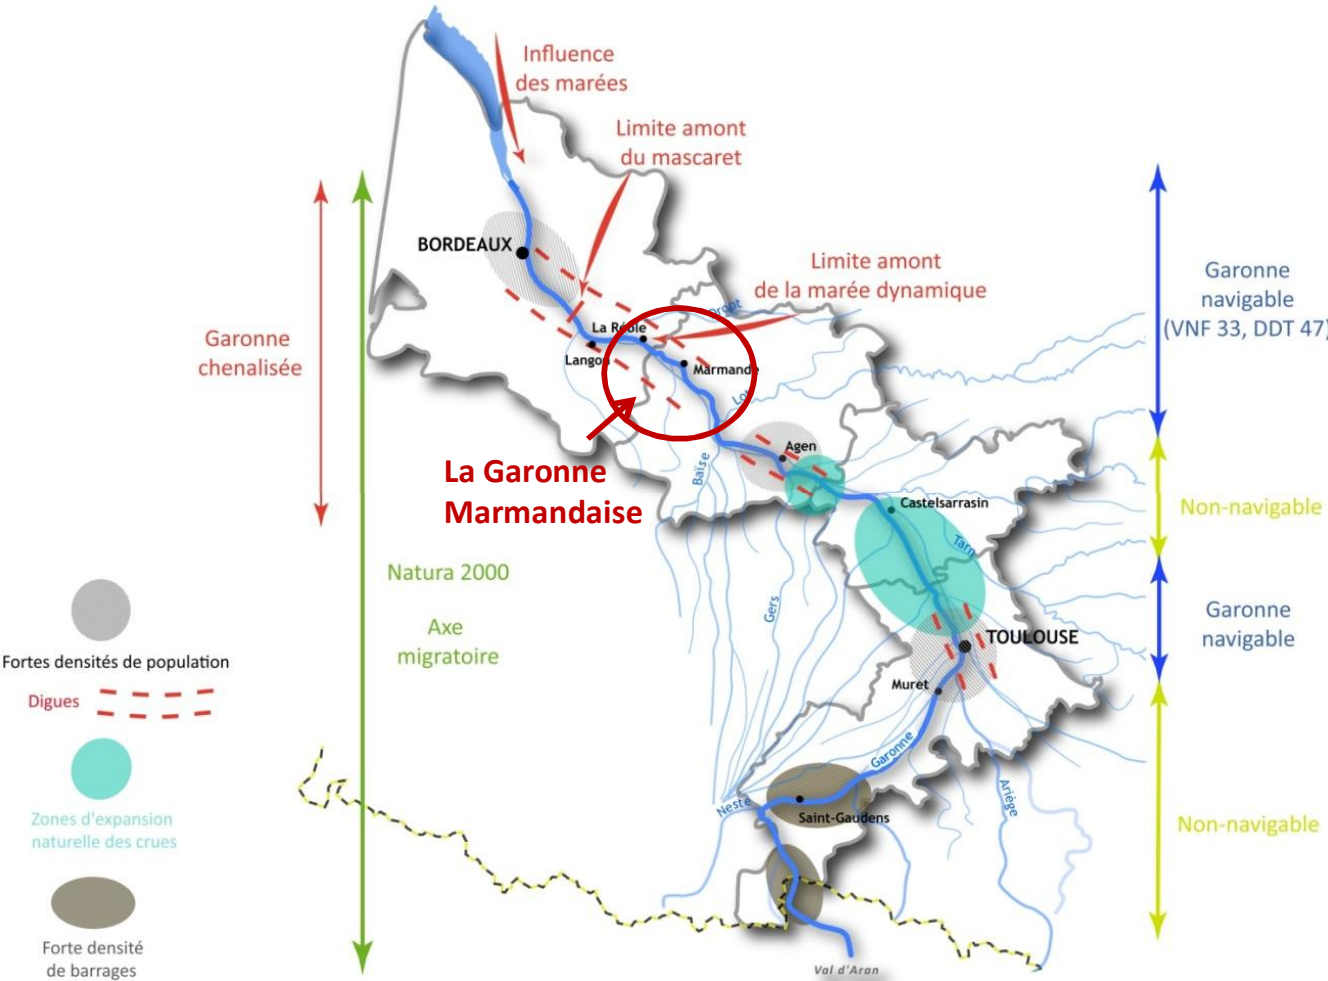 Influence
des marées
Limite amont
du mascaret
BORDEAUX
Limite amont
de la marée dynamique
Garonne
navigable
(VNF 33, DDT 47)
Dropt
La Réole
Garonne
chenalisée
Langon
Marmande
Lot
Agen
Baïse
La Garonne
Marmandaise
Castelsarrasin
Non-navigable
Tarn
Natura 2000
Axe
migratoire
Gers
Garonne
navigable
TOULOUSE
Fortes densités de population
Muret
Digues
Garonne
Ariège
Neste
Saint-Gaudens
Zones d'expansion
naturelle des crues
Non-navigable
Forte densité
de barrages
Val d'Aran